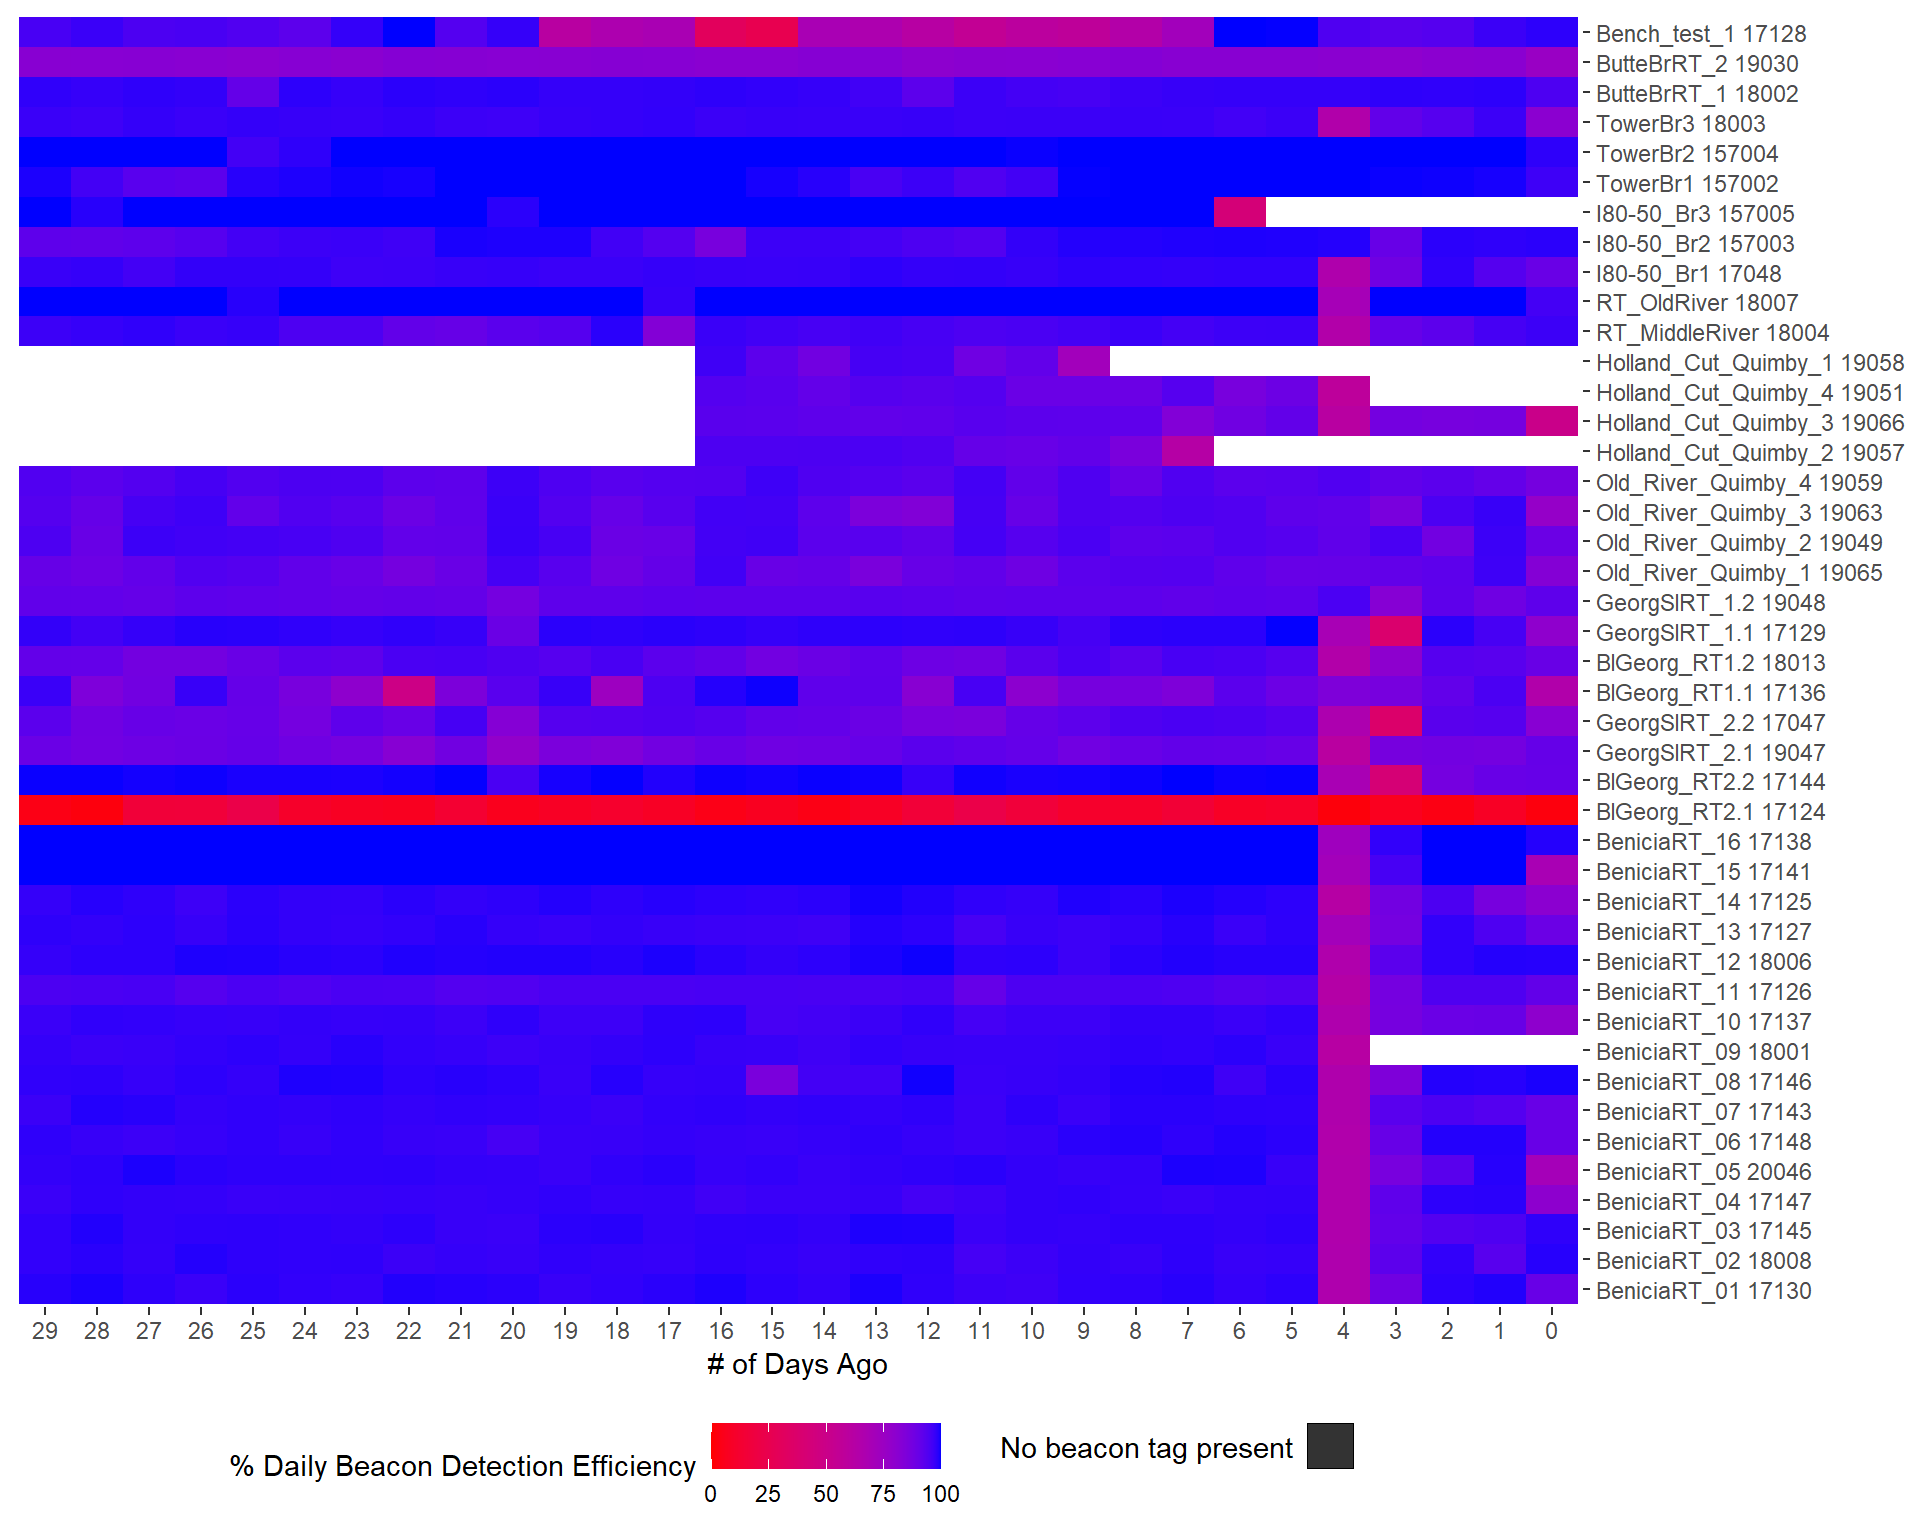 Bench_test_1 17128
ButteBrRT_2 19030
ButteBrRT_1 18002
TowerBr3 18003
TowerBr2 157004
TowerBr1 157002
I80-50_Br3 157005
I80-50_Br2 157003
I80-50_Br1 17048
RT_OldRiver 18007
RT_MiddleRiver 18004
Holland_Cut_Quimby_1 19058
Holland_Cut_Quimby_4 19051
Holland_Cut_Quimby_3 19066
Holland_Cut_Quimby_2 19057
Old_River_Quimby_4 19059
Old_River_Quimby_3 19063
Old_River_Quimby_2 19049
Old_River_Quimby_1 19065
GeorgSlRT_1.2 19048
GeorgSlRT_1.1 17129
BlGeorg_RT1.2 18013
BlGeorg_RT1.1 17136
GeorgSlRT_2.2 17047
GeorgSlRT_2.1 19047
BlGeorg_RT2.2 17144
BlGeorg_RT2.1 17124
BeniciaRT_16 17138
BeniciaRT_15 17141
BeniciaRT_14 17125
BeniciaRT_13 17127
BeniciaRT_12 18006
BeniciaRT_11 17126
BeniciaRT_10 17137
BeniciaRT_09 18001
BeniciaRT_08 17146
BeniciaRT_07 17143
BeniciaRT_06 17148
BeniciaRT_05 20046
BeniciaRT_04 17147
BeniciaRT_03 17145
BeniciaRT_02 18008
BeniciaRT_01 17130
29 28 27 26 25 24 23 22 21 20 19 18 17 16 15 14 13 12 11 10 9 8 7 6 5 4 3 2 1 0
# of Days Ago
% Daily Beacon Detection Efficiency
0 25 50 75 100
No beacon tag present